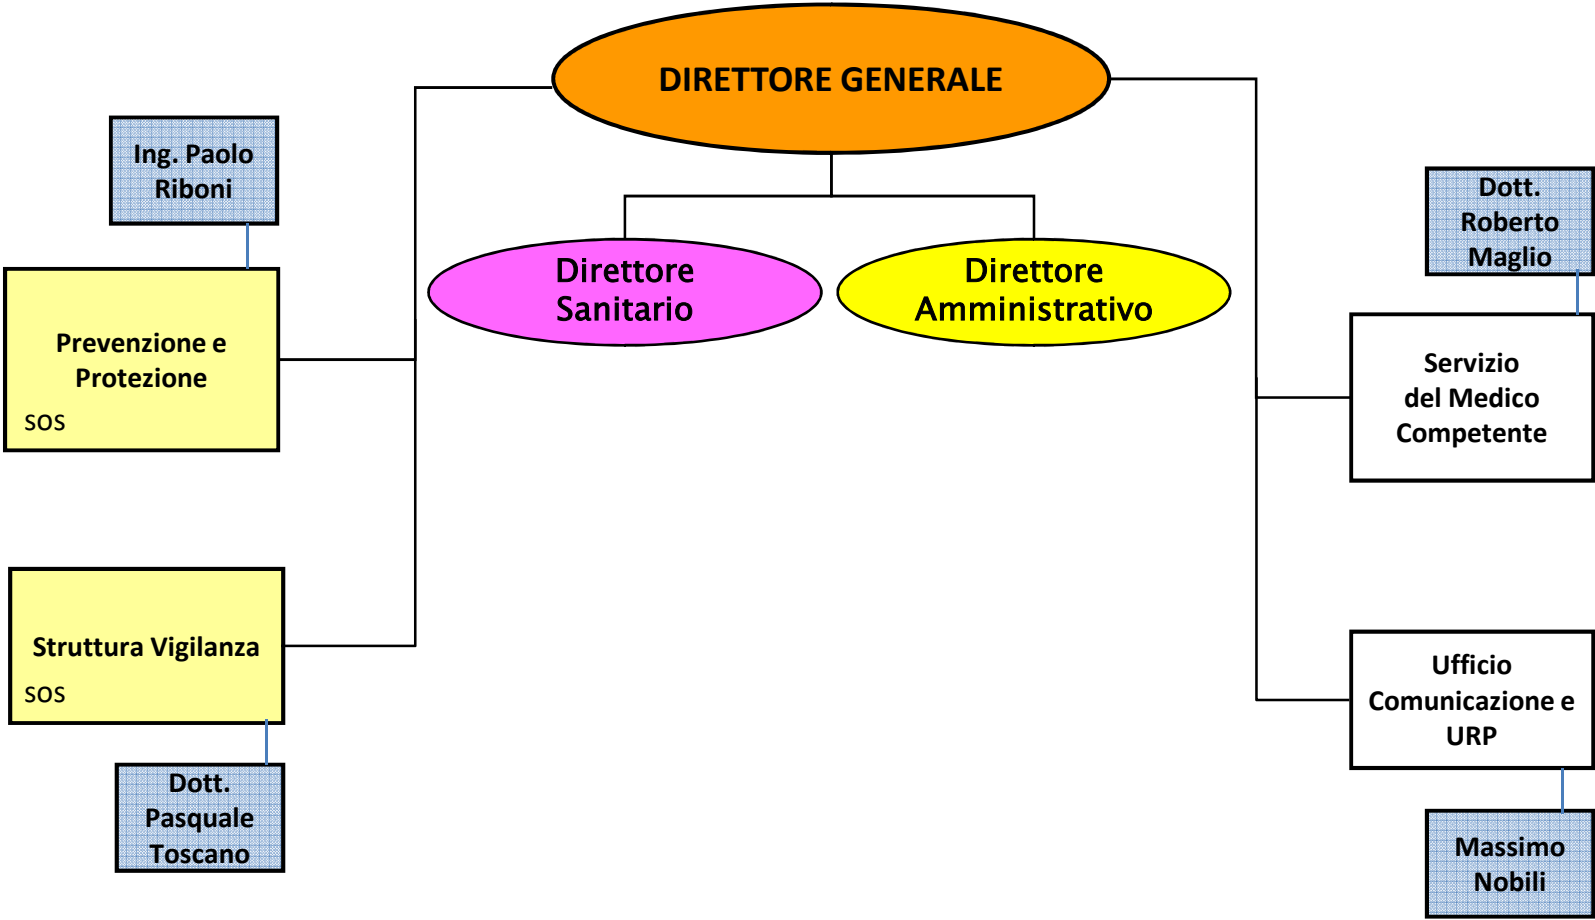 DIRETTORE GENERALE
Ing. Paolo
Riboni
Dott.
Roberto
Maglio
Direttore
Sanitario
Direttore
Amministrativo
Prevenzione e
Protezione
SOS
Servizio
del Medico
Competente
Struttura Vigilanza
SOS
Ufficio
Comunicazione e
URP
Dott.
Pasquale
Toscano
Massimo
Nobili